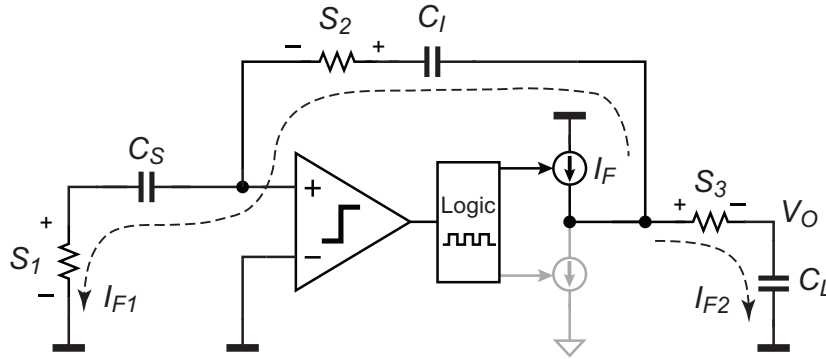 S2
CI
− +
CS
+
IF
S3
Logic
+ −
VO
+
S1
−
−
IF1
IF2
CL